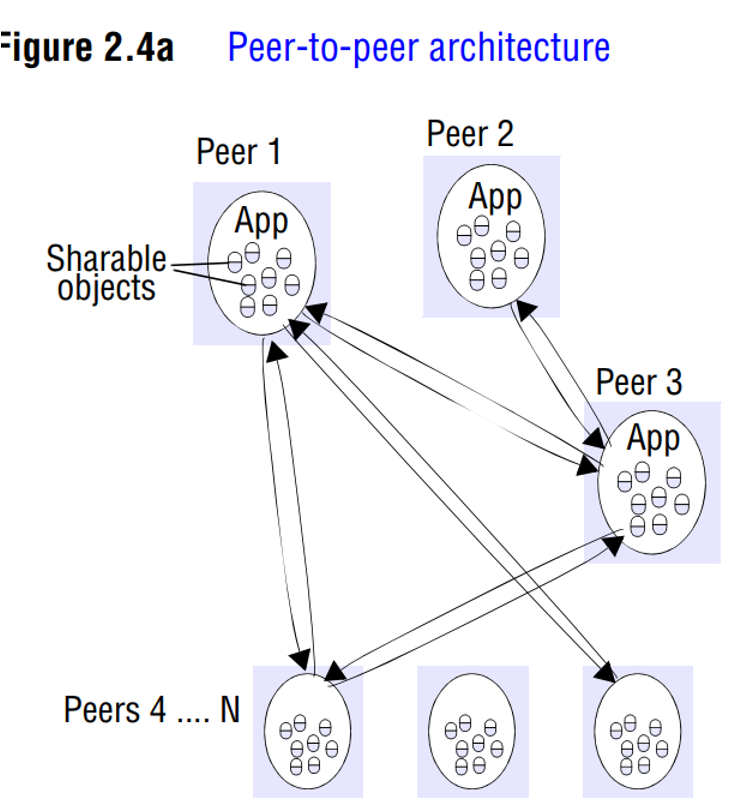 Figure 2.4a Peer-to-peer architecture
Peer 1
Peer 2
App
App
Sharable
objects
Peer 3
App
Peers 4 .... N